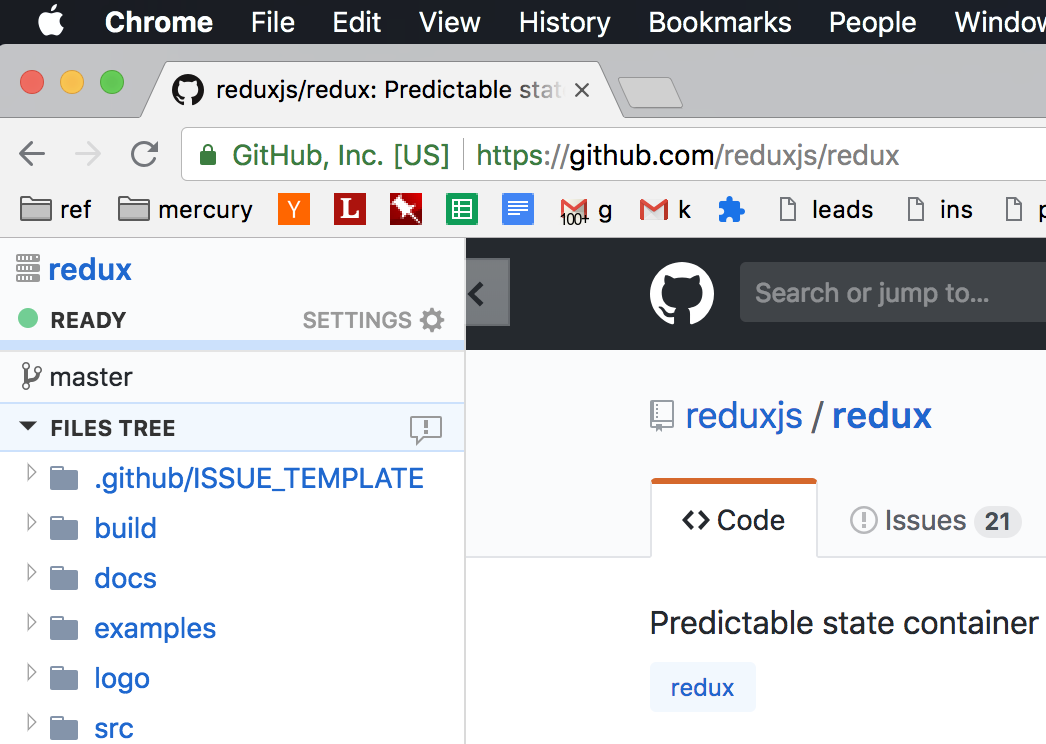 Chrome File Edit View History Bookmarks People Window
reduxjs/redux: Predictable stat
GitHub, Inc. [US] https://github.com/reduxjs/redux
ref mercury Y L 100+ g k leads ins p
redux
Search or jump to...
READY SETTINGS
master
reduxjs / redux
FILES TREE
.github/ISSUE_TEMPLATE
Code Issues 21
build
docs
examples
Predictable state container
logo
redux
src